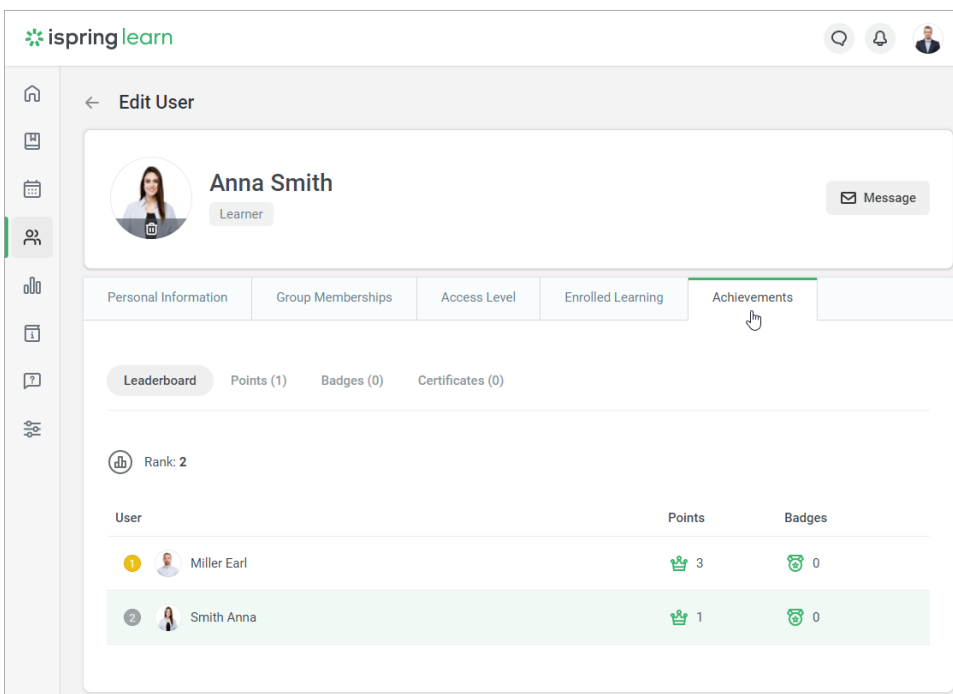 ispring learn
Edit User
Anna Smith
Learner
Message
Personal Information Group Memberships Access Level Enrolled Learning Achievements
Leaderboard Points (1) Badges (0) Certificates (0)
Rank: 2
User Points Badges
1 Miller Earl 3 0
2 Smith Anna 1 0